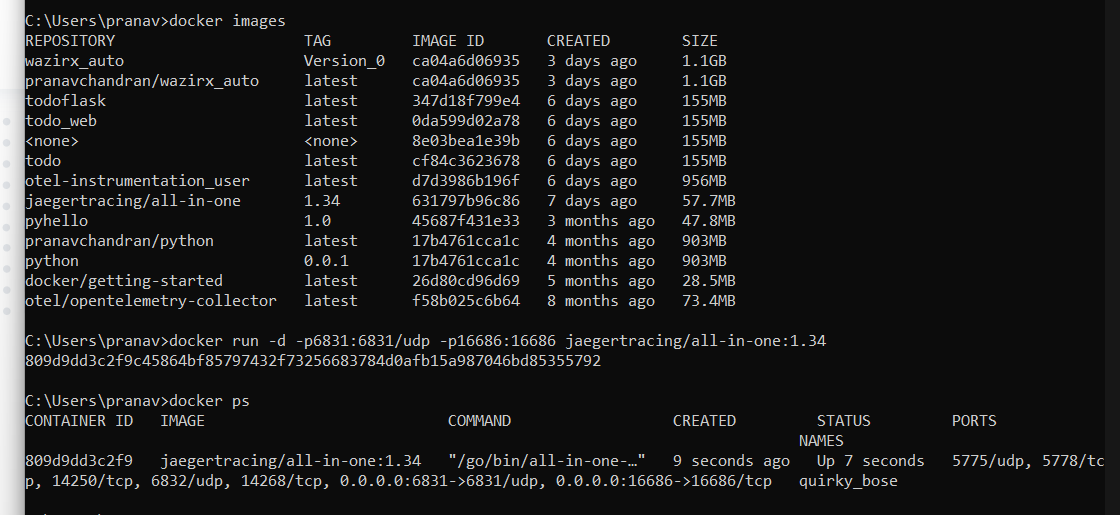 C:\Users\pranav>docker images
REPOSITORY TAG IMAGE ID CREATED SIZE
wazirx_auto Version_0 ca04a6d06935 3 days ago 1.1GB
pranavchandran/wazirx_auto latest ca04a6d06935 3 days ago 1.1GB
todoflask latest 347d18f799e4 6 days ago 155MB
todo_web latest 0da599d02a78 6 days ago 155MB
<none> <none> 8e03bea1e39b 6 days ago 155MB
todo latest cf84c3623678 6 days ago 155MB
otel-instrumentation_user latest d7d3986b196f 6 days ago 956MB
jaegertracing/all-in-one 1.34 631797b96c86 7 days ago 57.7MB
pyhello 1.0 45687f431e33 3 months ago 47.8MB
pranavchandran/python latest 17b4761cca1c 4 months ago 903MB
python 0.0.1 17b4761cca1c 4 months ago 903MB
docker/getting-started latest 26d80cd96d69 5 months ago 28.5MB
otel/opentelemetry-collector latest f58b025c6b64 8 months ago 73.4MB
C:\Users\pranav>docker run -d -p6831:6831/udp -p16686:16686 jaegertracing/all-in-one:1.34
809d9dd3c2f9c45864bf85797432f73256683784d0afb15a987046bd85355792
C:\Users\pranav>docker ps
CONTAINER ID IMAGE COMMAND CREATED STATUS PORTS
NAMES
809d9dd3c2f9 jaegertracing/all-in-one:1.34 "/go/bin/all-in-one-…" 9 seconds ago Up 7 seconds 5775/udp, 5778/tc
p, 14250/tcp, 6832/udp, 14268/tcp, 0.0.0.0:6831->6831/udp, 0.0.0.0:16686->16686/tcp quirky_bose